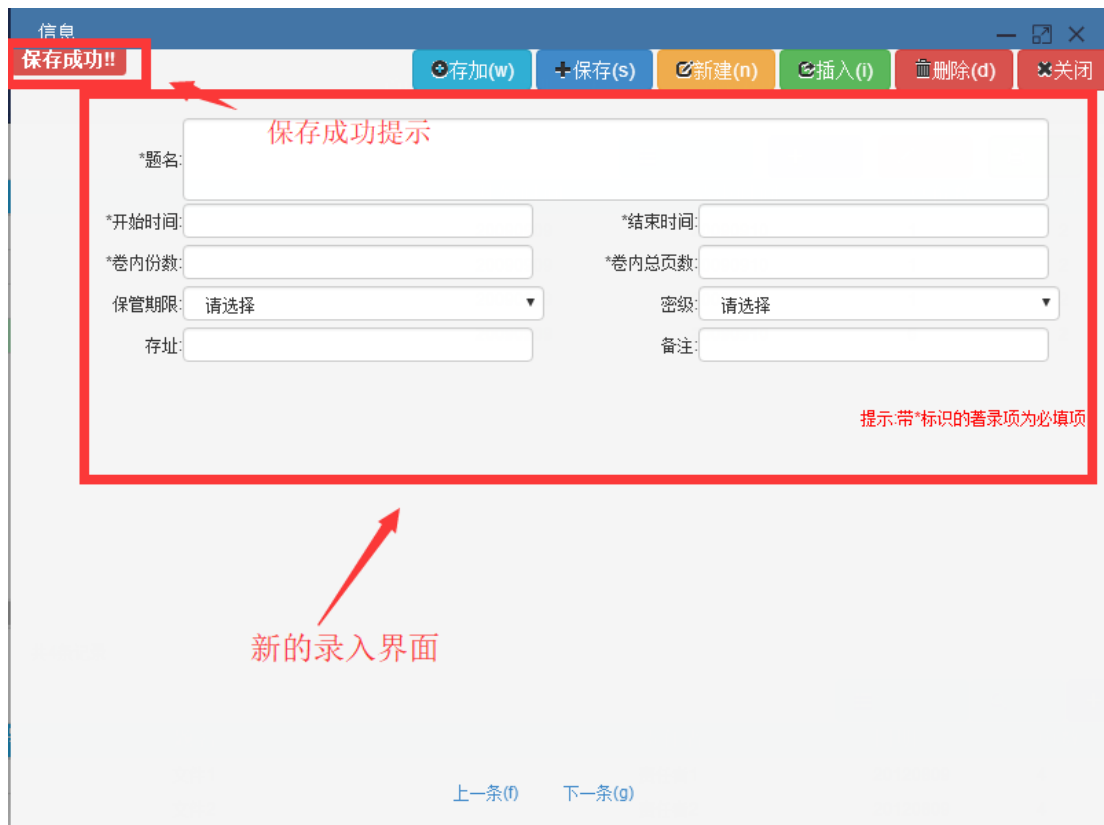 信息
保存成功!!
存加(w) 保存(s) 新建(n) 插入(i) 删除(d) 关闭
保存成功提示
*题名:
*开始时间: *结束时间:
*卷内份数: *卷内总页数:
保管期限: 请选择 密级: 请选择
存址: 备注:
提示:带*标识的著录项为必填项
新的录入界面
上一条(f) 下一条(g)